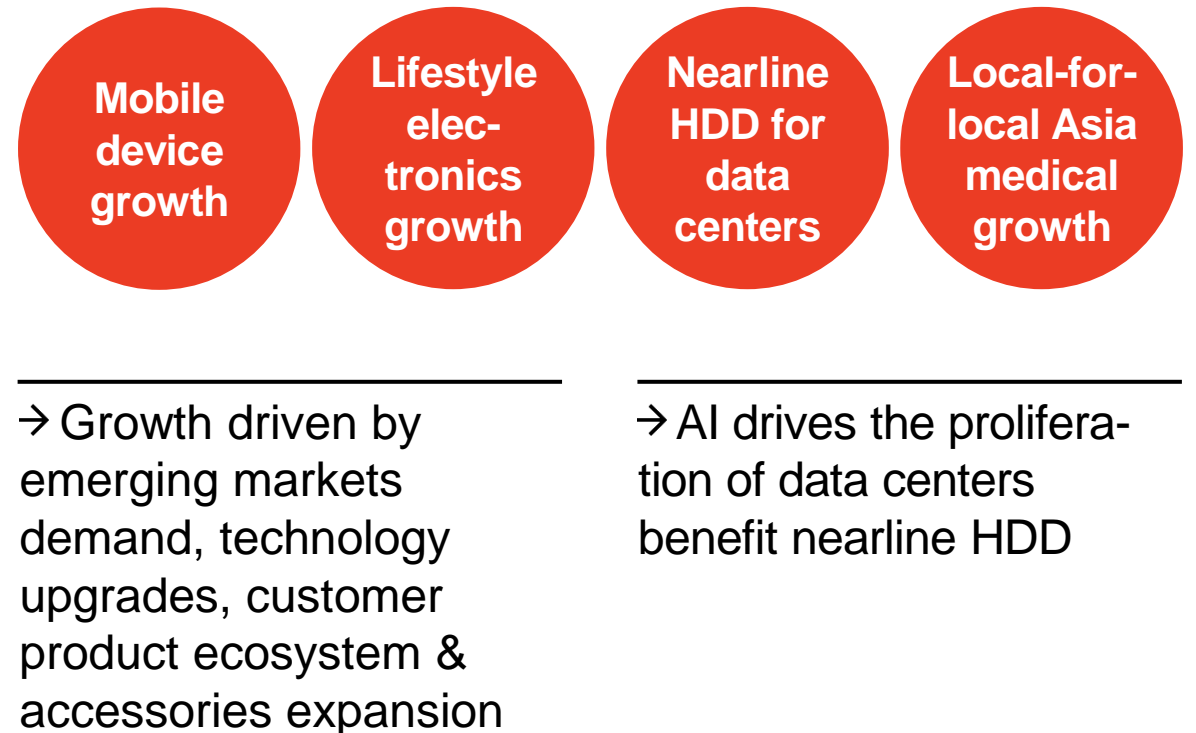 Mobile
device
growth
Lifestyle
elec-
tronics
growth
Nearline
HDD for
data
centers
Local-for-
local Asia
medical
growth
→ Growth driven by
emerging markets
demand, technology
upgrades, customer
product ecosystem &
accessories expansion
→ AI drives the prolifera-
tion of data centers
benefit nearline HDD